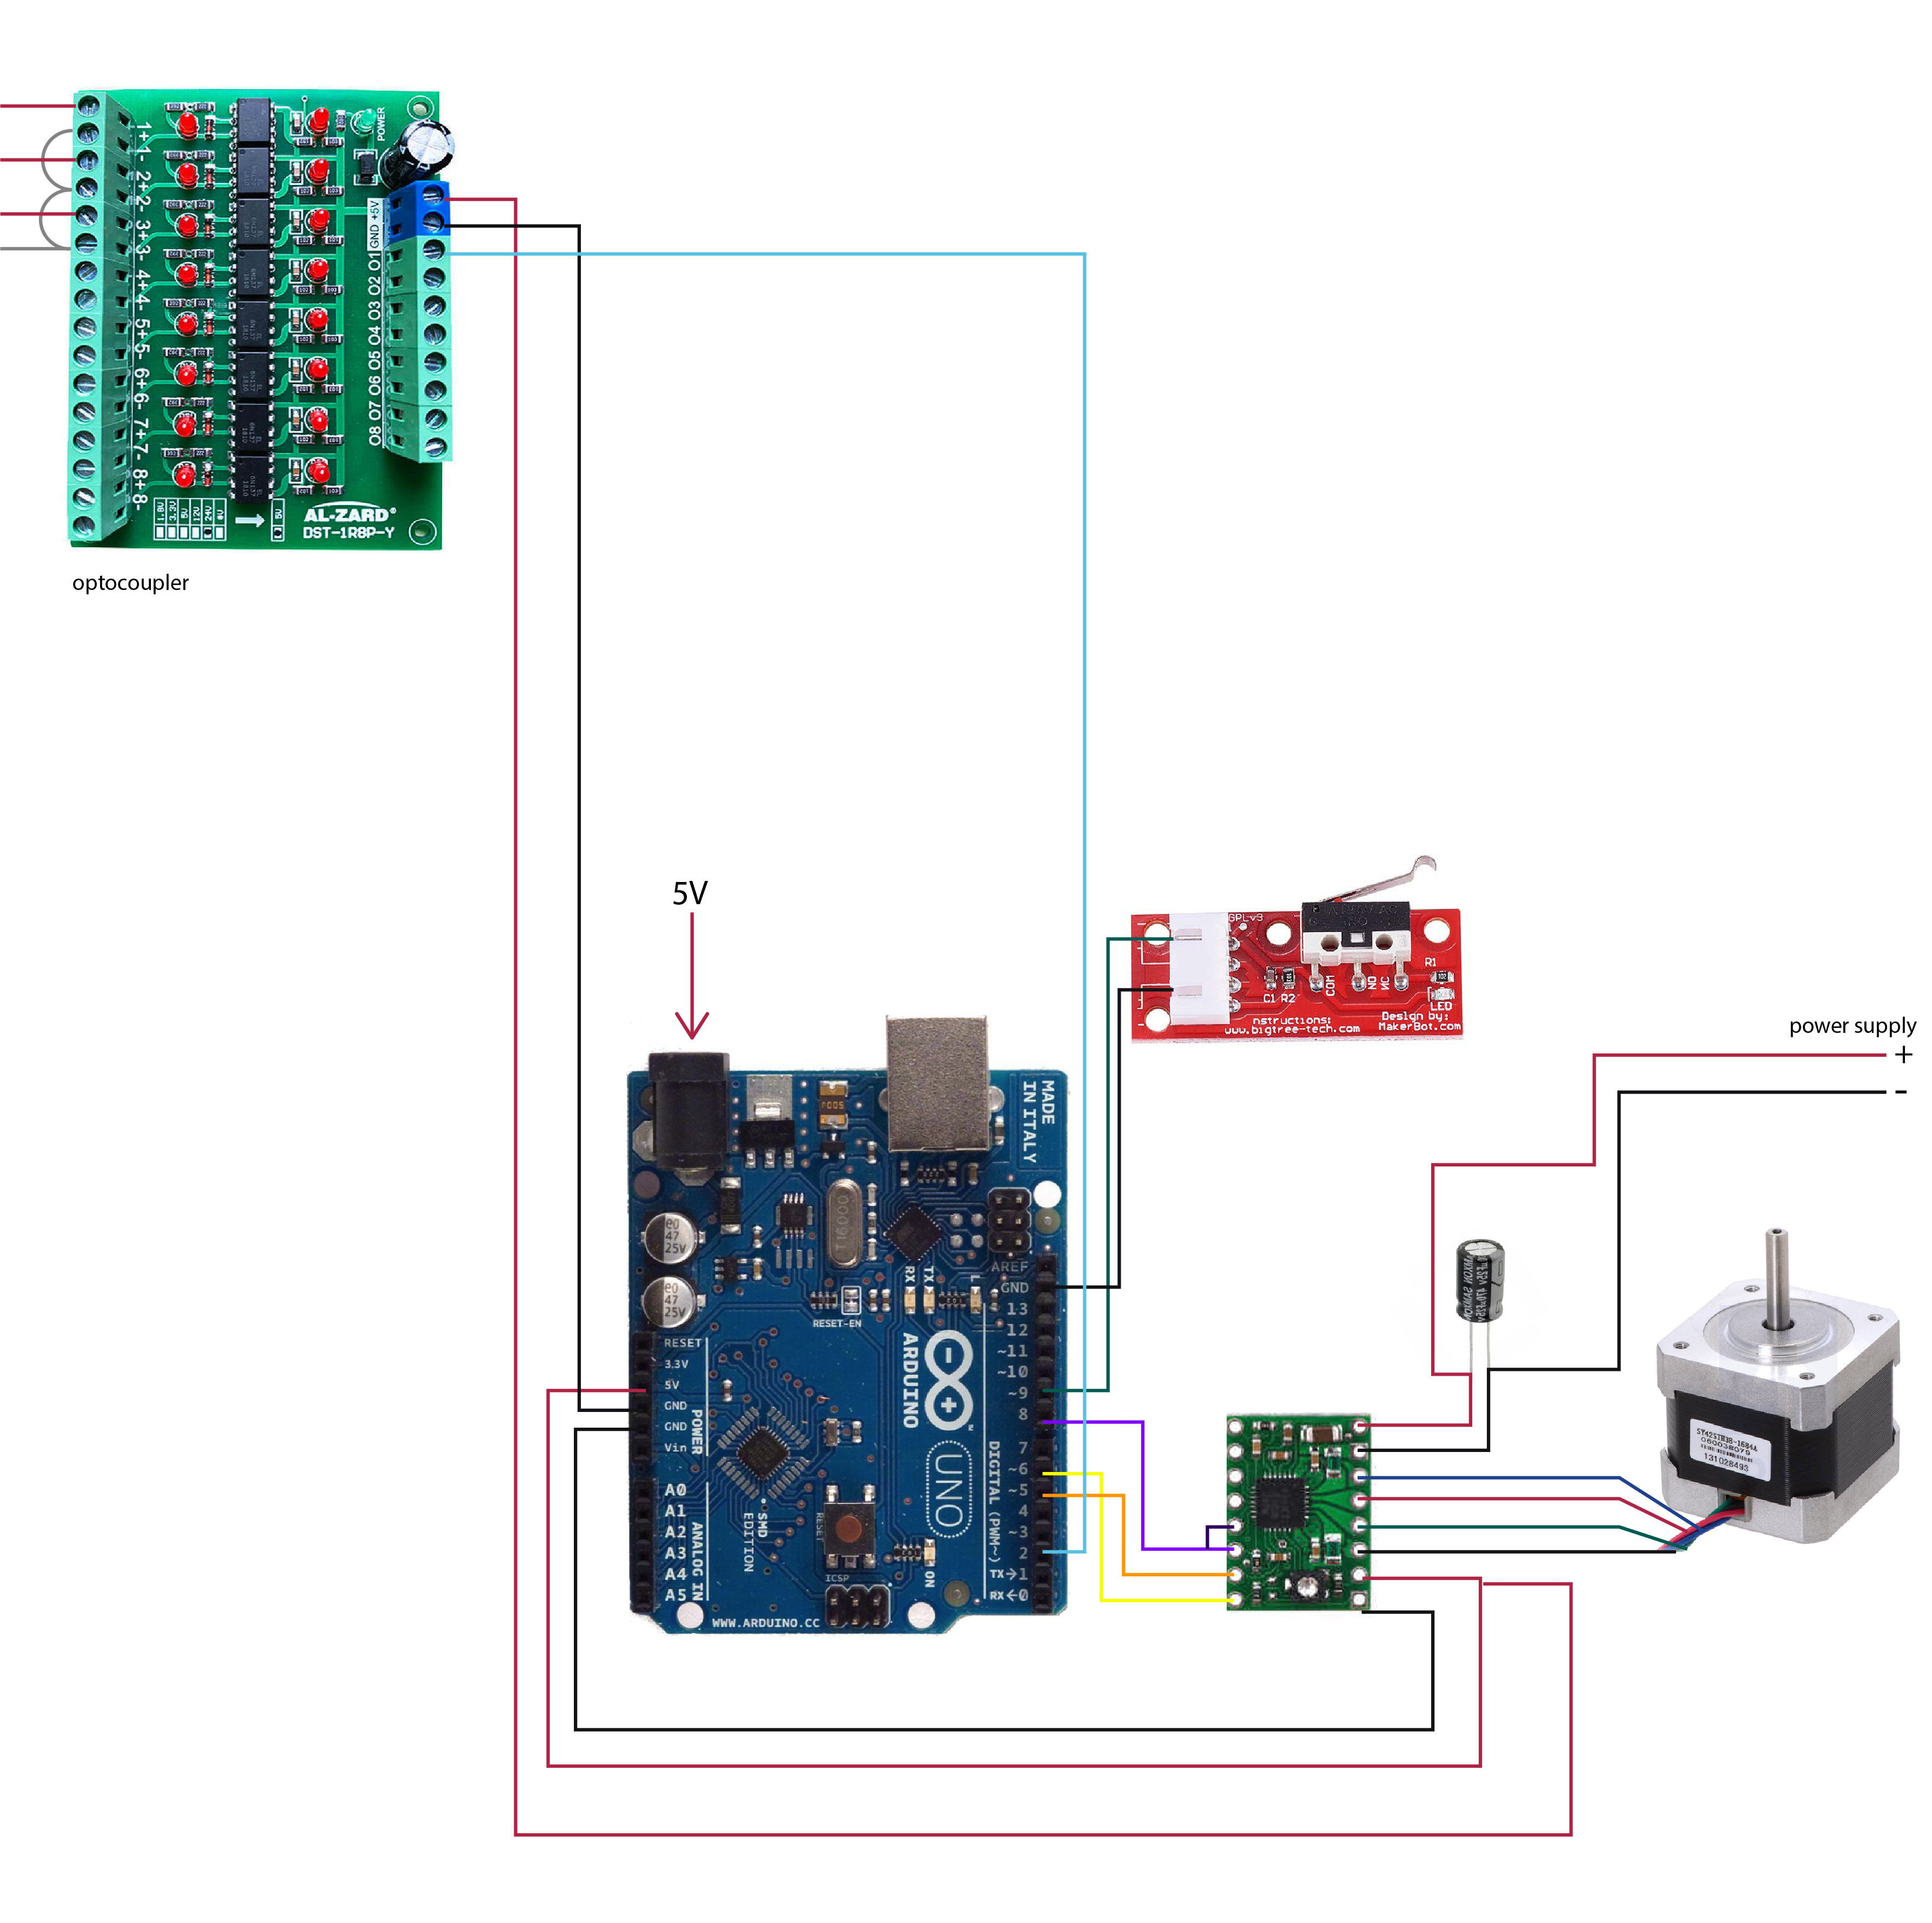 POWER
1+
1-
2+
2-
3+
3-
4+
4-
5+
5-
6+
6-
7+
7-
8+
8-
GND +5V
O8 O7 O6 O5 O4 O3 O2 O1
1.8V
3.3V
5V
12V
24V
5V
AL-ZARD®
DST-1R8P-Y
optocoupler
5V
GPLv3
COM
NO
NC
R1
C1 R2
LED
nstructions:
www.bigtree-tech.com
Design by:
MakerBot.com
power supply
+
-
MADE
IN ITALY
47
25V
47
25V
RX
TX
L
RESET-EN
ARDUINO
UNO
AREF
GND
13
12
~11
~10
~9
8
7
~6
~5
4
~3
2
TX→1
RX←0
DIGITAL (PWM~)
RESET
3.3V
5V
GND
GND
Vin
POWER
A0
A1
A2
A3
A4
A5
ANALOG IN
SMD
EDITION
RESET
ICSP
ON
WWW.ARDUINO.CC
SY42STH38-1684A
131028493